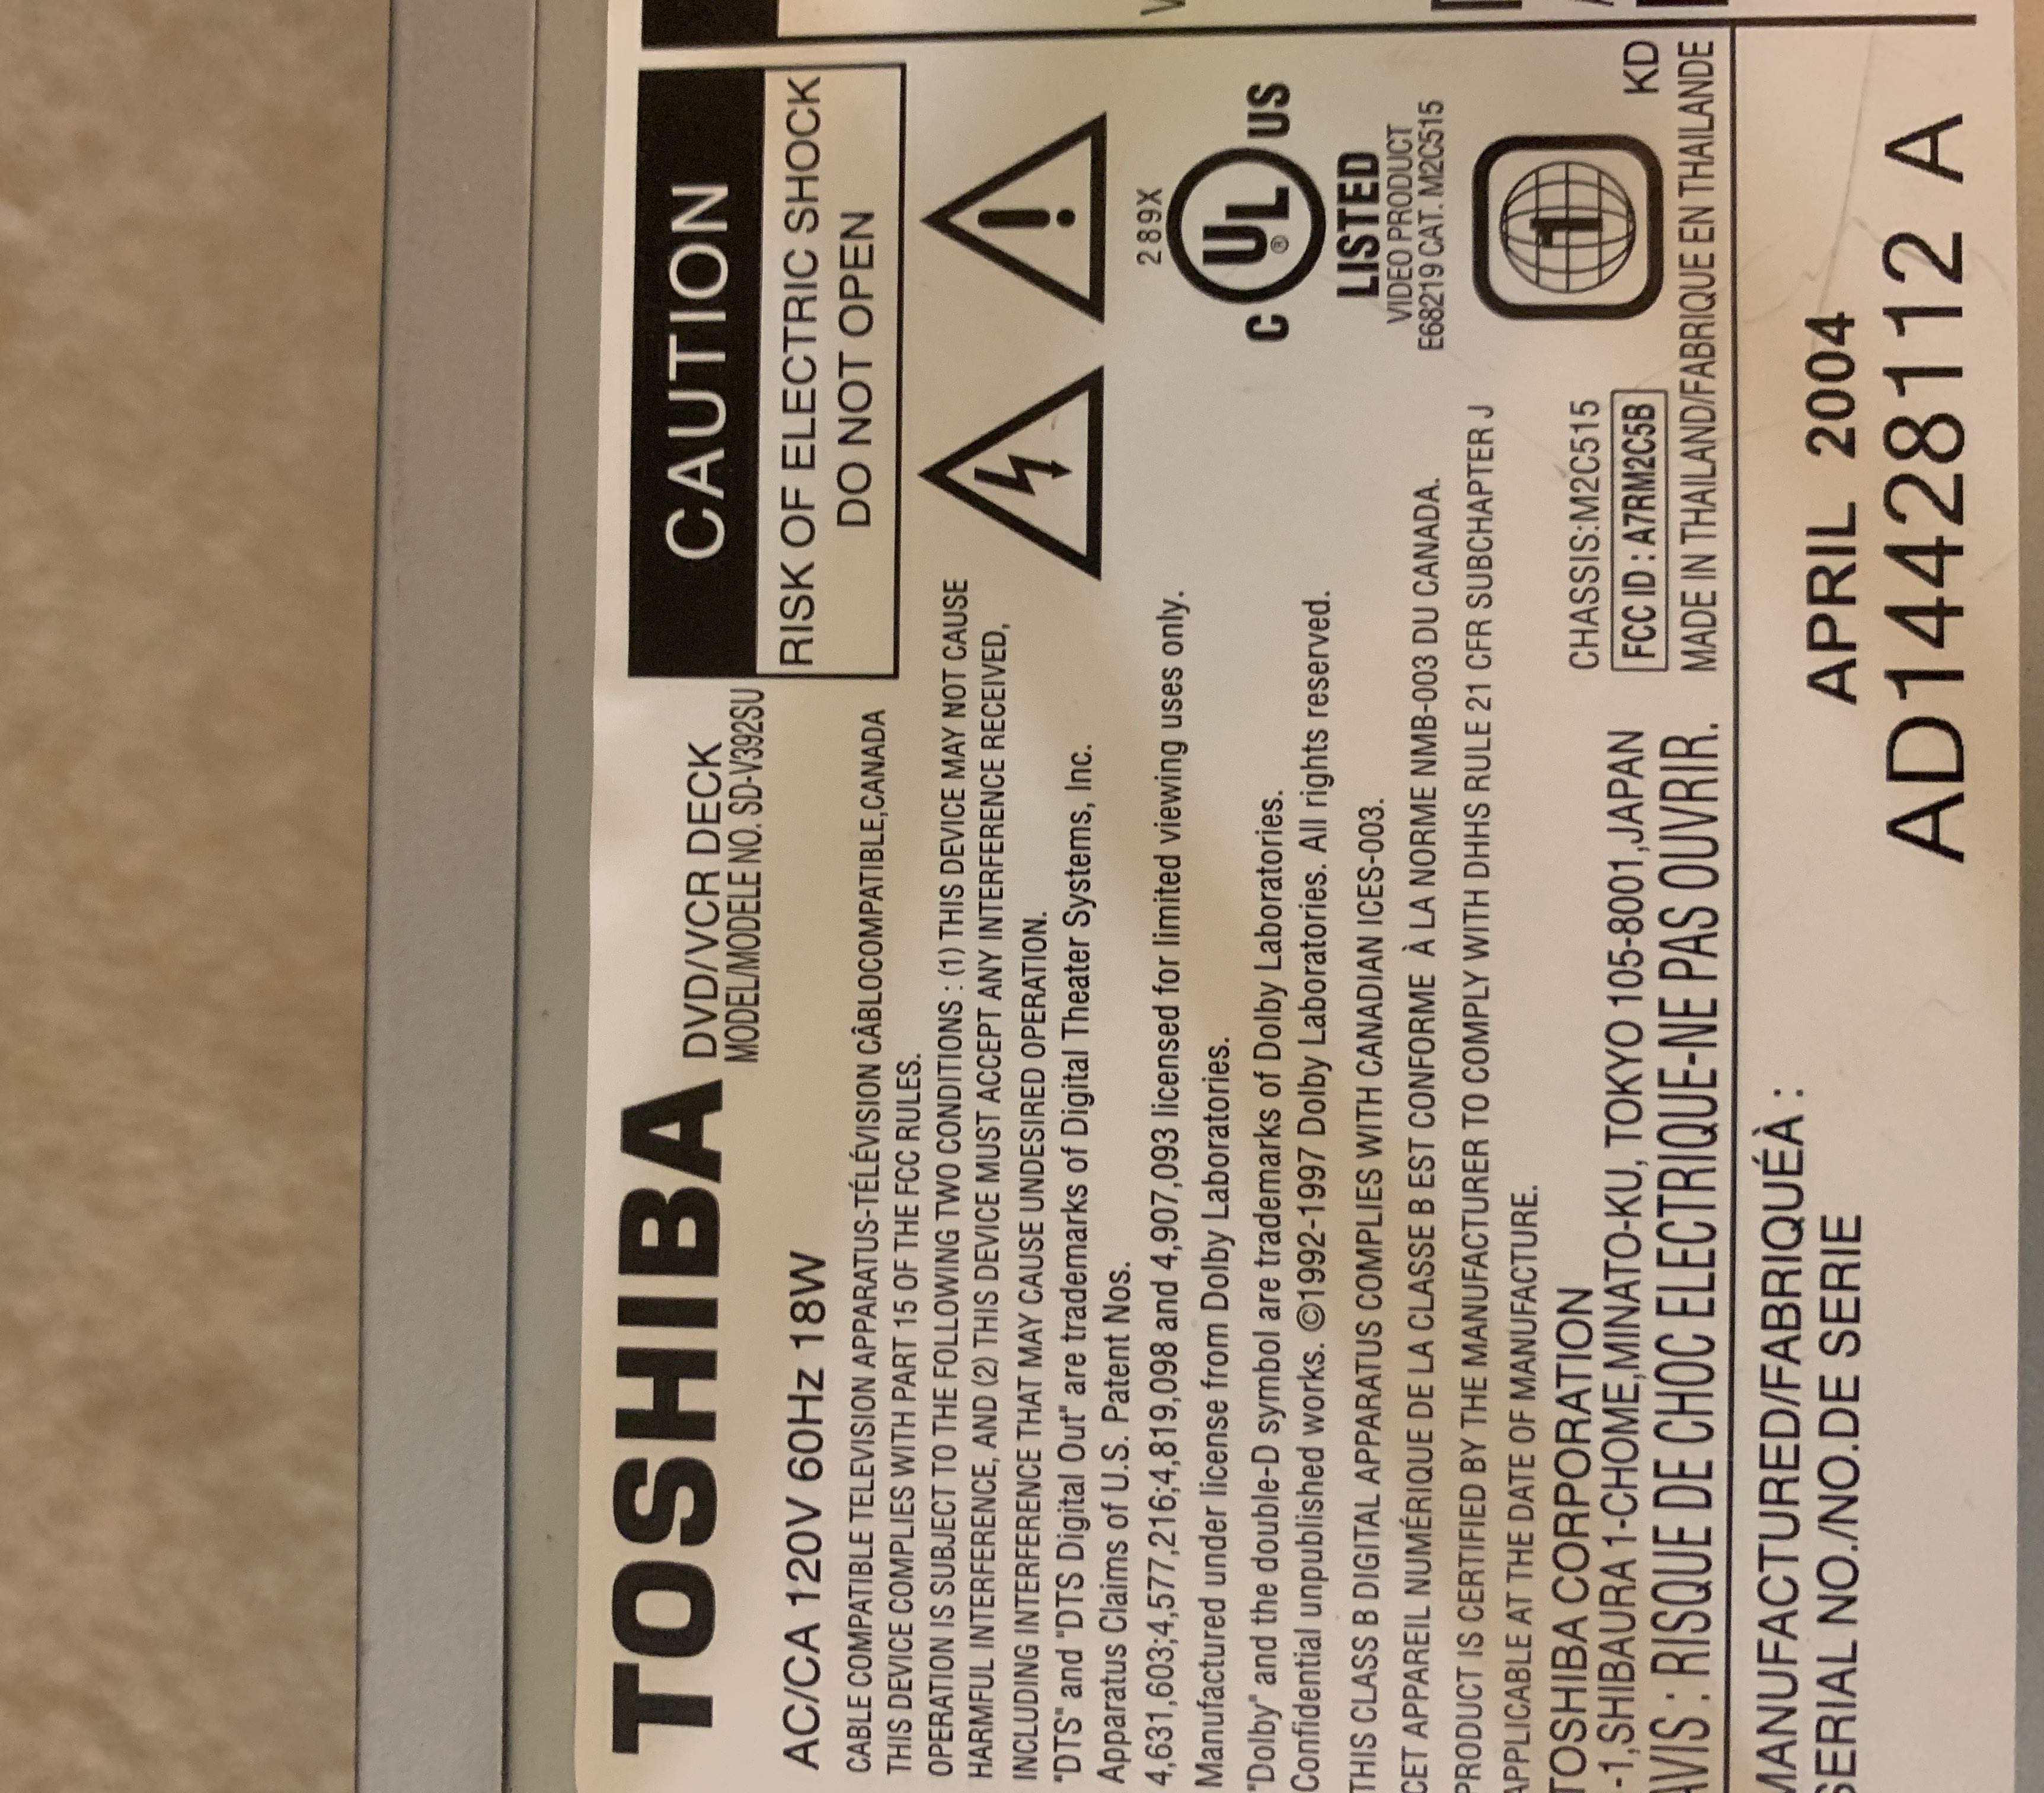 TOSHIBA
DVD/VCR DECK
MODEL/MODELE NO. SD-V392SU
AC/CA 120V 60Hz 18W
CAUTION
RISK OF ELECTRIC SHOCK
DO NOT OPEN
CABLE COMPATIBLE TELEVISION APPARATUS-TÉLÉVISION CÂBLOCOMPATIBLE,CANADA
THIS DEVICE COMPLIES WITH PART 15 OF THE FCC RULES.
OPERATION IS SUBJECT TO THE FOLLOWING TWO CONDITIONS : (1) THIS DEVICE MAY NOT CAUSE
HARMFUL INTERFERENCE, AND (2) THIS DEVICE MUST ACCEPT ANY INTERFERENCE RECEIVED,
INCLUDING INTERFERENCE THAT MAY CAUSE UNDESIRED OPERATION.
"DTS" and "DTS Digital Out" are trademarks of Digital Theater Systems, Inc.
Apparatus Claims of U.S. Patent Nos.
4,631,603;4,577,216;4,819,098 and 4,907,093 licensed for limited viewing uses only.
Manufactured under license from Dolby Laboratories.
"Dolby" and the double-D symbol are trademarks of Dolby Laboratories.
Confidential unpublished works. ©1992-1997 Dolby Laboratories. All rights reserved.
289X
C UL ® US
LISTED
VIDEO PRODUCT
E68219 CAT. M2C515
THIS CLASS B DIGITAL APPARATUS COMPLIES WITH CANADIAN ICES-003.
CET APPAREIL NUMÉRIQUE DE LA CLASSE B EST CONFORME À LA NORME NMB-003 DU CANADA.
PRODUCT IS CERTIFIED BY THE MANUFACTURER TO COMPLY WITH DHHS RULE 21 CFR SUBCHAPTER J
APPLICABLE AT THE DATE OF MANUFACTURE.
TOSHIBA CORPORATION
-1,SHIBAURA 1-CHOME,MINATO-KU, TOKYO 105-8001,JAPAN
AVIS : RISQUE DE CHOC ELECTRIQUE-NE PAS OUVRIR.
CHASSIS:M2C515
FCC ID : A7RM2C5B
1
KD
MADE IN THAILAND/FABRIQUE EN THAILANDE
MANUFACTURED/FABRIQUÉÀ :
APRIL 2004
SERIAL NO./NO.DE SERIE
AD14428112 A